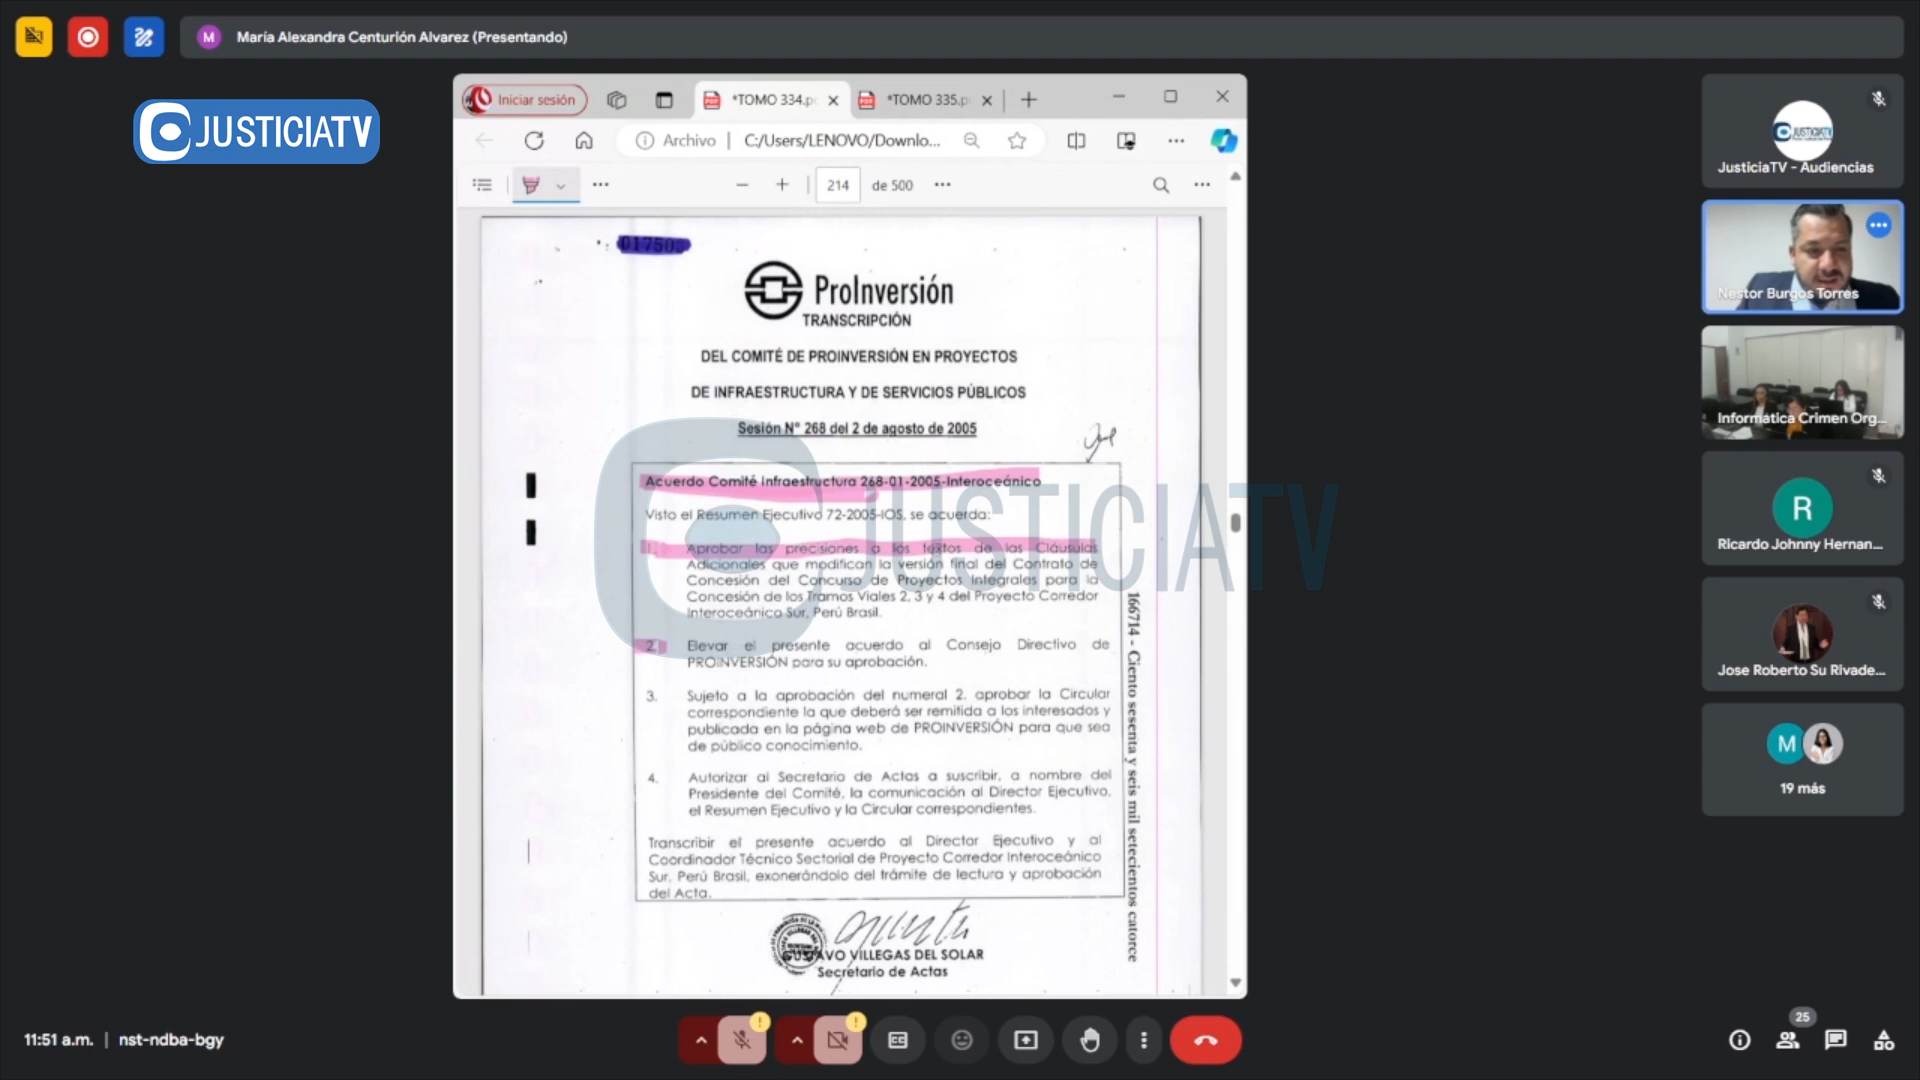 María Alexandra Centurión Alvarez (Presentando)
JUSTICIATV
Iniciar sesión
*TOMO 334.p
*TOMO 335.p
Archivo | C:/Users/LENOVO/Downlo...
214 de 500
ProInversión
TRANSCRIPCIÓN
DEL COMITÉ DE PROINVERSIÓN EN PROYECTOS
DE INFRAESTRUCTURA Y DE SERVICIOS PÚBLICOS
Sesión N° 268 del 2 de agosto de 2005
Acuerdo Comité Infraestructura 268-01-2005-Interoceánico
Visto el Resumen Ejecutivo 72-2005-IOS, se acuerda:
1. Aprobar las precisiones a los textos de las Cláusulas
Adicionales que modifican la versión final del Contrato de
Concesión del Concurso de Proyectos Integrales para la
Concesión de los Tramos Viales 2, 3 y 4 del Proyecto Corredor
Interoceánico Sur, Perú Brasil.
2. Elevar el presente acuerdo al Consejo Directivo de
PROINVERSIÓN para su aprobación.
3. Sujeto a la aprobación del numeral 2, aprobar la Circular
correspondiente la que deberá ser remitida a los interesados y
publicada en la página web de PROINVERSIÓN para que sea
de público conocimiento.
4. Autorizar al Secretario de Actas a suscribir, a nombre del
Presidente del Comité, la comunicación al Director Ejecutivo,
el Resumen Ejecutivo y la Circular correspondientes.
Transcribir el presente acuerdo al Director Ejecutivo y al
Coordinador Técnico Sectorial de Proyecto Corredor Interoceánico
Sur, Perú Brasil, exonerándolo del trámite de lectura y aprobación
del Acta.
GUSTAVO VILLEGAS DEL SOLAR
Secretario de Actas
166714 - Ciento sesenta y seis mil setecientos catorce
JUSTICIATV
JUSTICIATV
JusticiaTV - Audiencias
Nestor Burgos Torres
Informática Crimen Org...
R
Ricardo Johnny Hernan...
Jose Roberto Su Rivade...
M
19 más
11:51 a.m. | nst-ndba-bgy
25